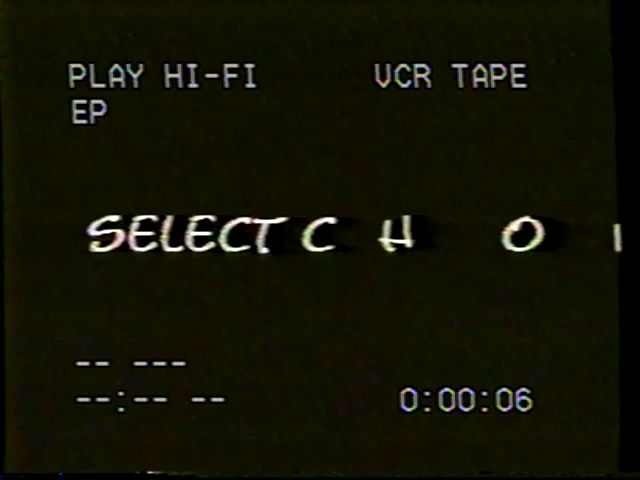 PLAY HI-FI VCR TAPE
EP
SELECT C H O I
-- ---
--:-- -- 0:00:06